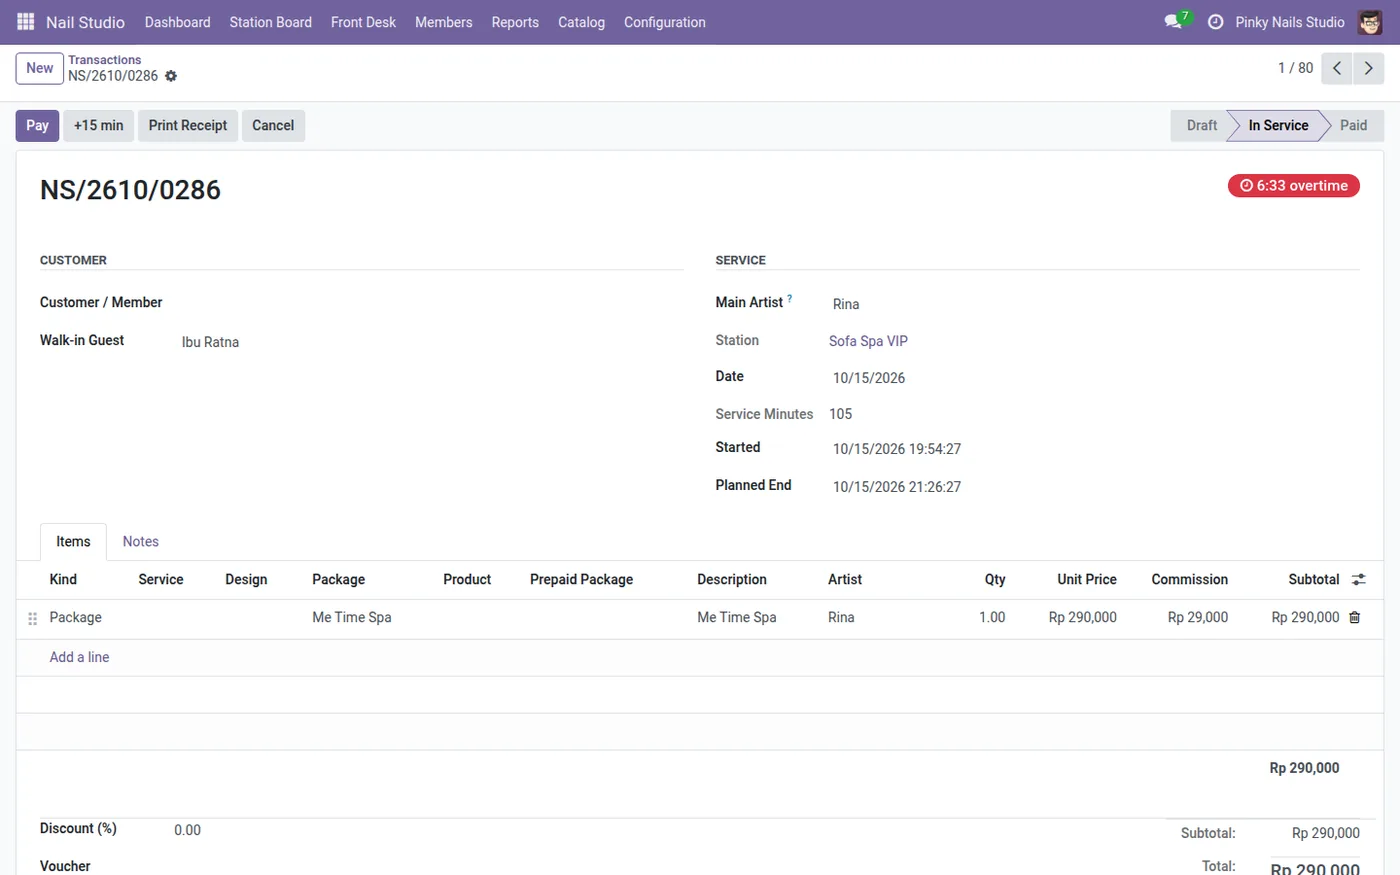 Nail Studio Dashboard Station Board Front Desk Members Reports Catalog Configuration 7 Pinky Nails Studio
New Transactions
NS/2610/0286 1 / 80
Pay +15 min Print Receipt Cancel Draft In Service Paid
NS/2610/0286 6:33 overtime
CUSTOMER
Customer / Member
Walk-in Guest Ibu Ratna
SERVICE
Main Artist ? Rina
Station Sofa Spa VIP
Date 10/15/2026
Service Minutes 105
Started 10/15/2026 19:54:27
Planned End 10/15/2026 21:26:27
Items Notes
Kind Service Design Package Product Prepaid Package Description Artist Qty Unit Price Commission Subtotal
Package Me Time Spa Me Time Spa Rina 1.00 Rp 290,000 Rp 29,000 Rp 290,000
Add a line
Rp 290,000
Discount (%) 0.00
Voucher
Subtotal: Rp 290,000
Total: Rp 290,000